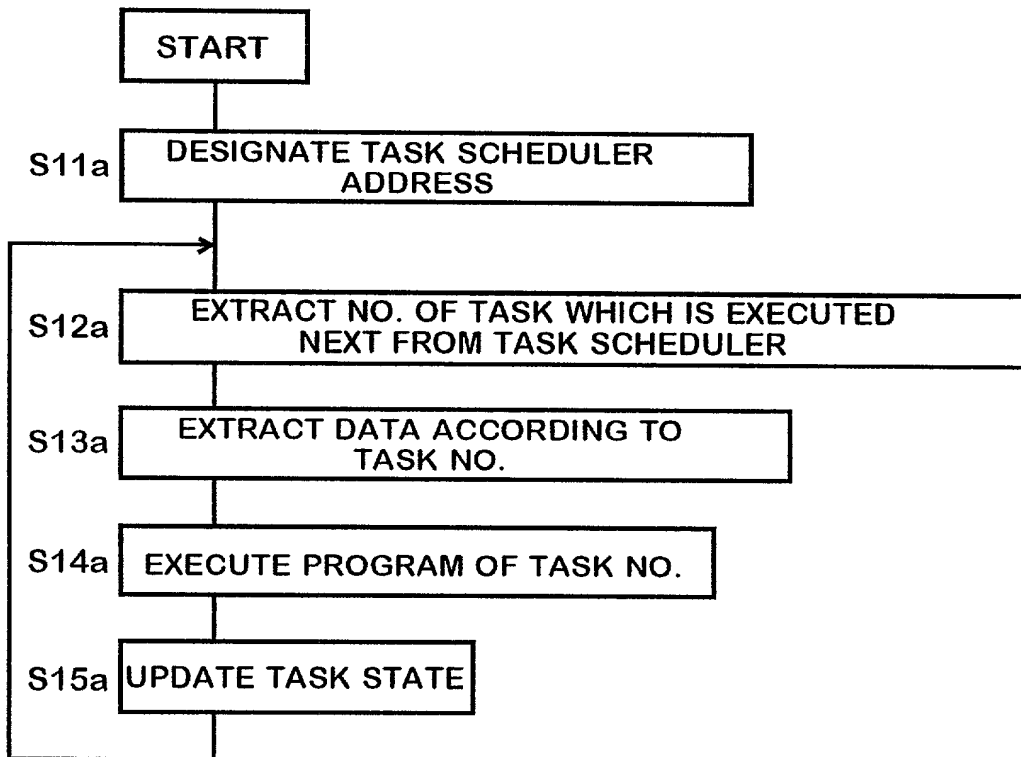 START
S11a
DESIGNATE TASK SCHEDULER
ADDRESS
S12a
EXTRACT NO. OF TASK WHICH IS EXECUTED
NEXT FROM TASK SCHEDULER
S13a
EXTRACT DATA ACCORDING TO
TASK NO.
S14a
EXECUTE PROGRAM OF TASK NO.
S15a
UPDATE TASK STATE